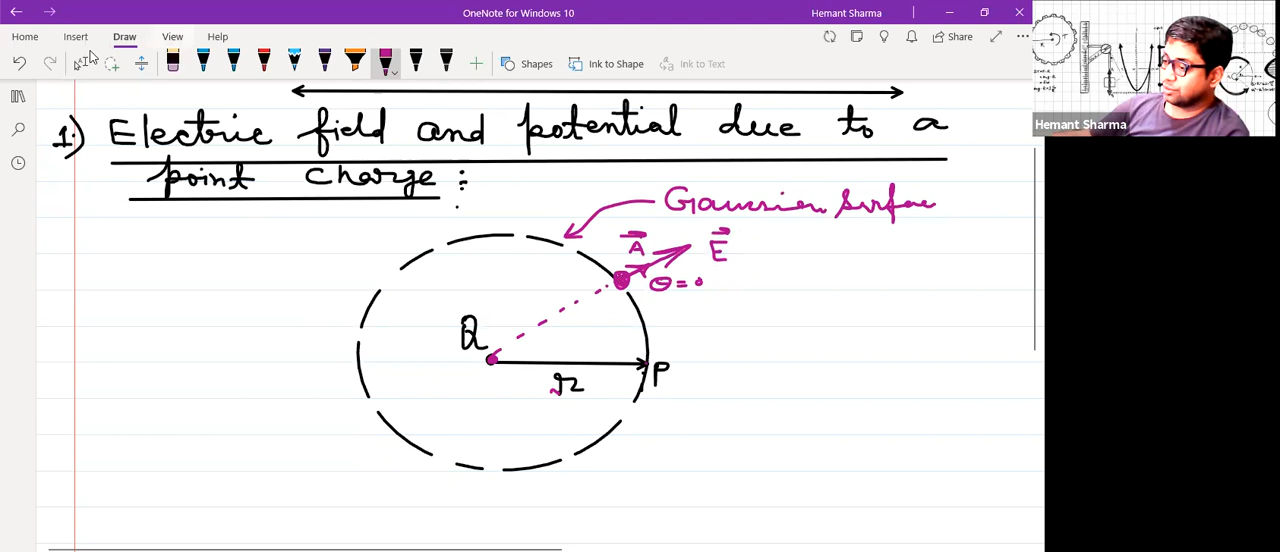 OneNote for Windows 10
Hemant Sharma
Home Insert Draw View Help
Share
Shapes Ink to Shape Ink to Text
Hemant Sharma
1.) Electric field and potential due to a
point charge :
Gaussian Surface
A E
θ = 0
Q
r P